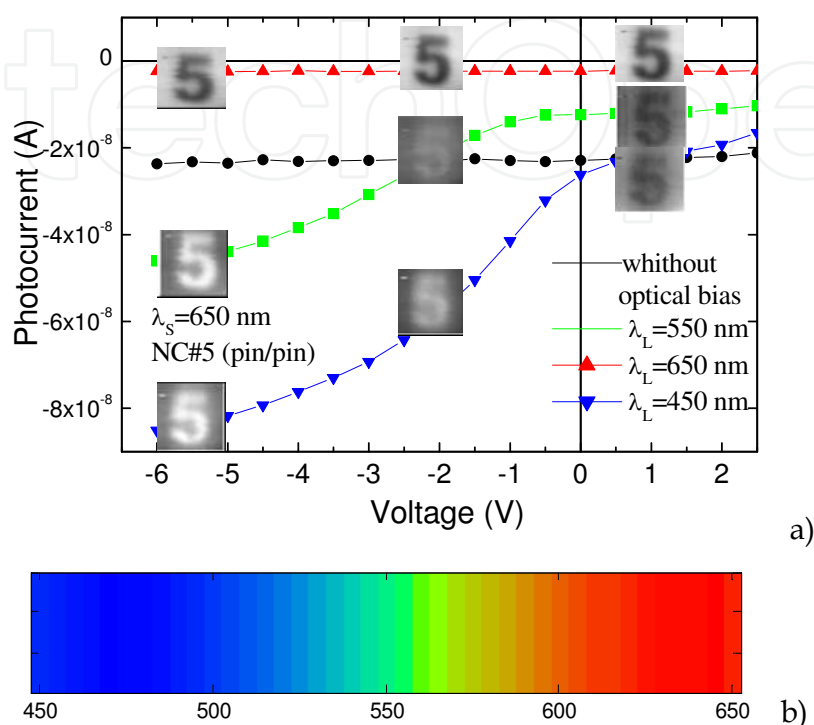 techOpe
0
-2x10⁻⁸
-4x10⁻⁸
-6x10⁻⁸
-8x10⁻⁸
Photocurrent (A)
5
5
5
5
5
5
5
5
5
λS=650 nm
NC#5 (pin/pin)
whithout
optical bias
λL=550 nm
λL=650 nm
λL=450 nm
-6 -5 -4 -3 -2 -1 0 1 2
Voltage (V)
a)
450 500 550 600 650
b)